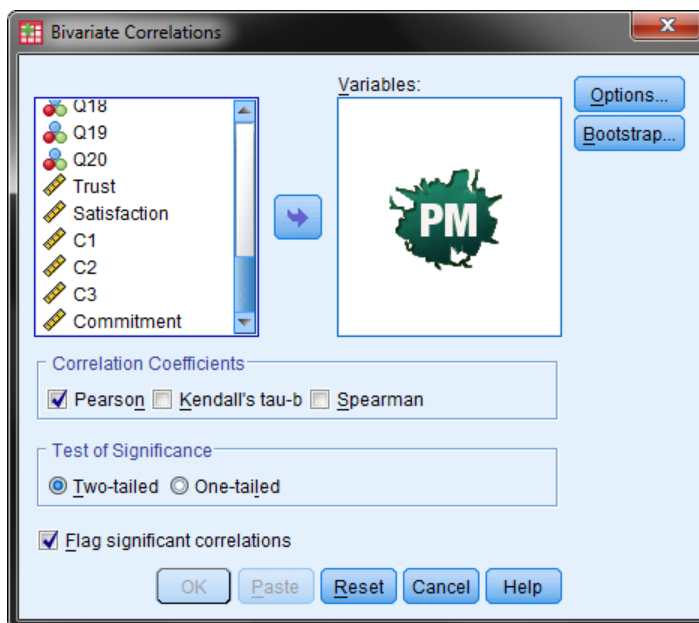 Bivariate Correlations
Variables:
Q18
Q19
Q20
Trust
Satisfaction
C1
C2
C3
Commitment
PM
Options...
Bootstrap...
Correlation Coefficients
Pearson Kendall's tau-b Spearman
Test of Significance
Two-tailed One-tailed
Flag significant correlations
OK Paste Reset Cancel Help